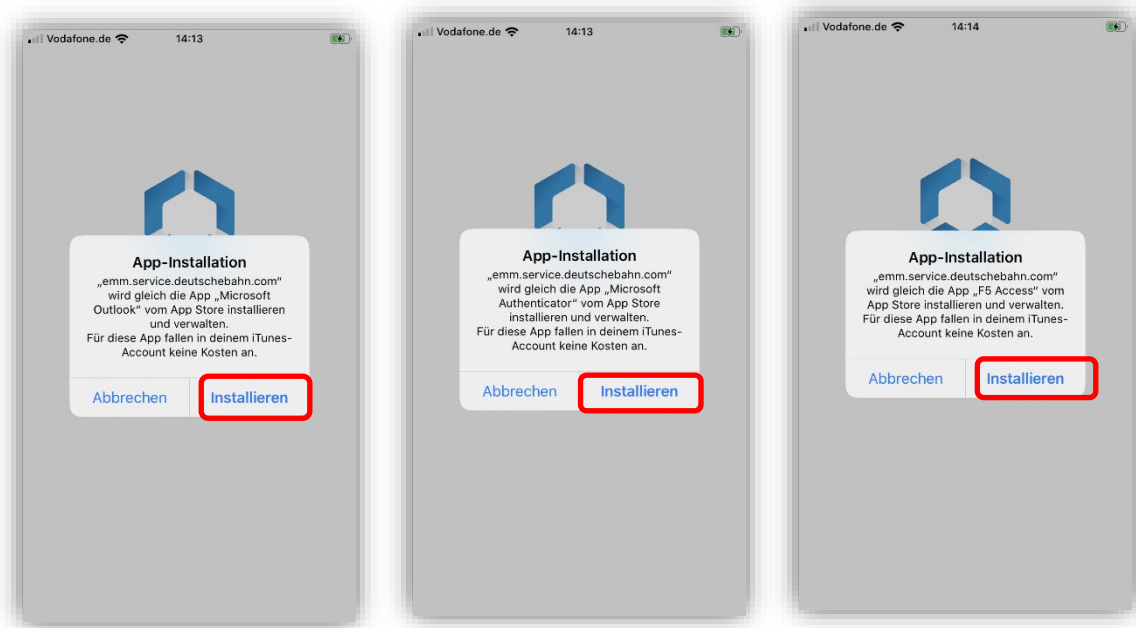 Vodafone.de 14:13
App-Installation
„emm.service.deutschebahn.com“
wird gleich die App „Microsoft
Outlook“ vom App Store installieren
und verwalten.
Für diese App fallen in deinem iTunes-
Account keine Kosten an.
Abbrechen Installieren
Vodafone.de 14:13
App-Installation
„emm.service.deutschebahn.com“
wird gleich die App „Microsoft
Authenticator“ vom App Store
installieren und verwalten.
Für diese App fallen in deinem iTunes-
Account keine Kosten an.
Abbrechen Installieren
Vodafone.de 14:14
App-Installation
„emm.service.deutschebahn.com“
wird gleich die App „F5 Access“ vom
App Store installieren und verwalten.
Für diese App fallen in deinem iTunes-
Account keine Kosten an.
Abbrechen Installieren